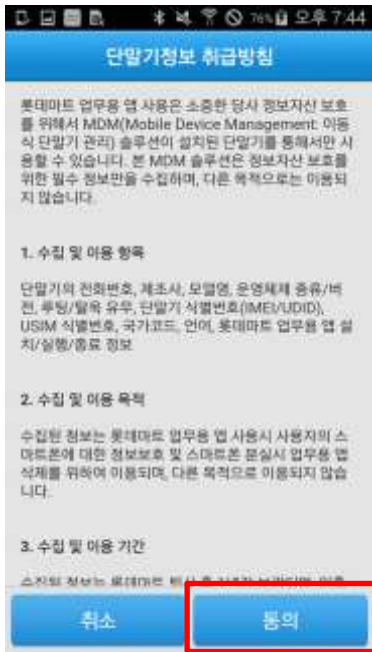 76% 오후 7:44
단말기정보 취급방침
롯데마트 업무용 앱 사용은 소중한 당사 정보자산 보호
를 위해서 MDM(Mobile Device Management: 이동
식 단말기 관리) 솔루션이 설치된 단말기를 통해서만 사
용할 수 있습니다. 본 MDM 솔루션은 정보자산 보호를
위한 필수 정보만을 수집하며, 다른 목적으로는 이용되
지 않습니다.
1. 수집 및 이용 항목
단말기의 전화번호, 제조사, 모델명, 운영체제 종류/버
전, 루팅/탈옥 유무, 단말기 식별번호(IMEI/UDID),
USIM 식별번호, 국가코드, 언어, 롯데마트 업무용 앱 설
치/실행/종료 정보
2. 수집 및 이용 목적
수집된 정보는 롯데마트 업무용 앱 사용시 사용자의 스
마트폰에 대한 정보보호 및 스마트폰 분실시 업무용 앱
삭제를 위하여 이용되며, 다른 목적으로 이용되지 않습
니다.
3. 수집 및 이용 기간
수집된 정보는 롯데마트 퇴사 후
취소
동의